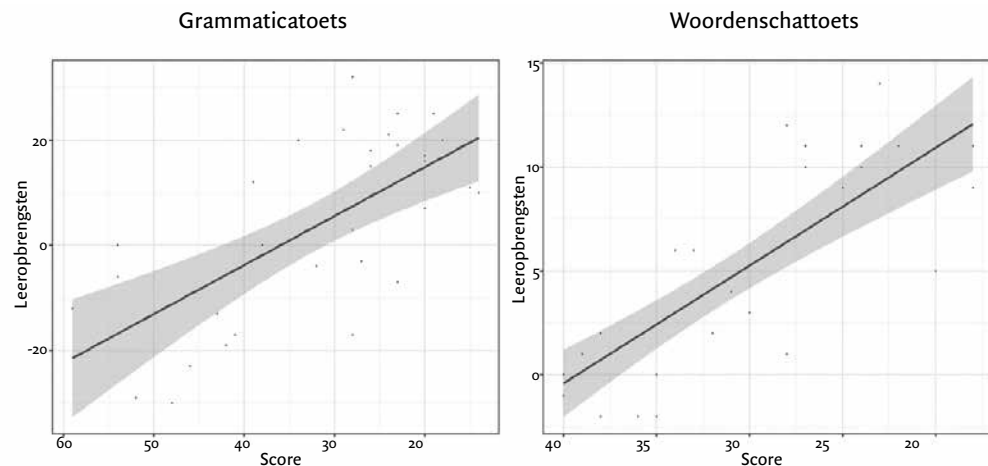 Grammaticatoets
Woordenschattoets
Leeropbrengsten
20
0
-20
60
50
40
30
20
Score
Leeropbrengsten
15
10
5
0
40
35
30
25
20
Score